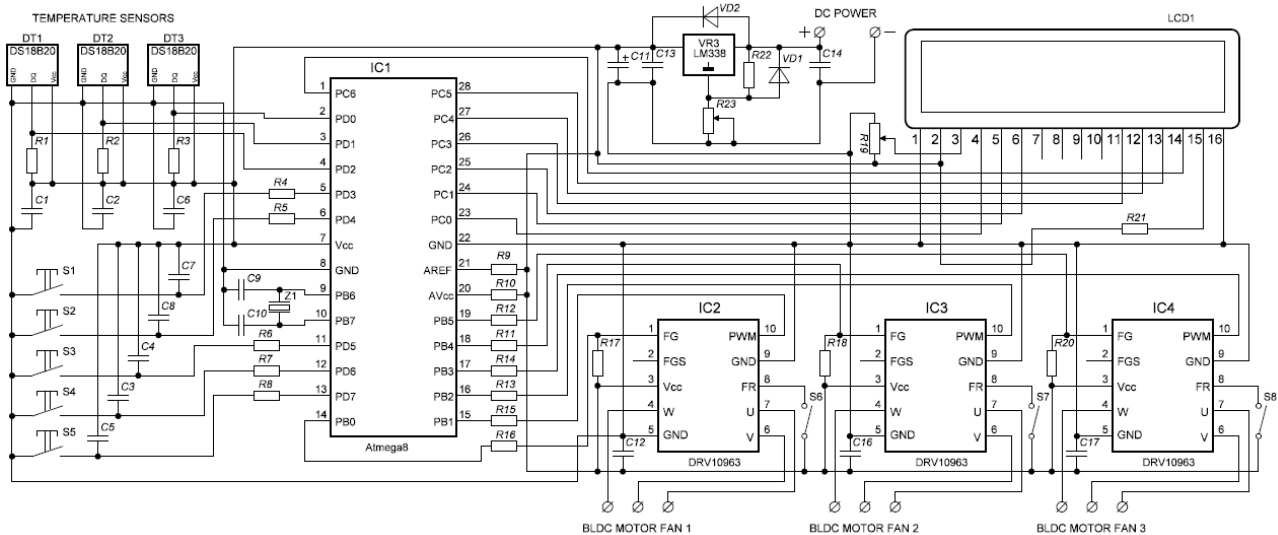 TEMPERATURE SENSORS
DT1 DT2 DT3
DS18B20 DS18B20 DS18B20
GND DQ Vcc GND DQ Vcc GND DQ Vcc
R1 R2 R3
C1 C2 C6
R4
R5
C7
C8
C4
C3
C5
S1
S2
S3
S4
S5
C9
C10
Z1
R6
R7
R8
IC1
1 PC6 PC5 28
2 PD0 PC4 27
3 PD1 PC3 26
4 PD2 PC2 25
5 PD3 PC1 24
6 PD4 PC0 23
7 Vcc GND 22
8 GND AREF 21
9 PB6 AVcc 20
10 PB7 PB5 19
11 PD5 PB4 18
12 PD6 PB3 17
13 PD7 PB2 16
14 PB0 PB1 15
Atmega8
R9
R10
R12
R11
R14
R13
R15
R16
VD2
DC POWER
+ −
C11 C13
VR3
LM338
R22
VD1
C14
R23
R19
LCD1
1 2 3 4 5 6 7 8 9 10 11 12 13 14 15 16
R21
IC2
R17
1 FG PWM 10
2 FGS GND 9
3 Vcc FR 8
4 W U 7
5 GND V 6
C12
DRV10963
S6
BLDC MOTOR FAN 1
IC3
R18
1 FG PWM 10
2 FGS GND 9
3 Vcc FR 8
4 W U 7
5 GND V 6
C16
DRV10963
S7
BLDC MOTOR FAN 2
IC4
R20
1 FG PWM 10
2 FGS GND 9
3 Vcc FR 8
4 W U 7
5 GND V 6
C17
DRV10963
S8
BLDC MOTOR FAN 3